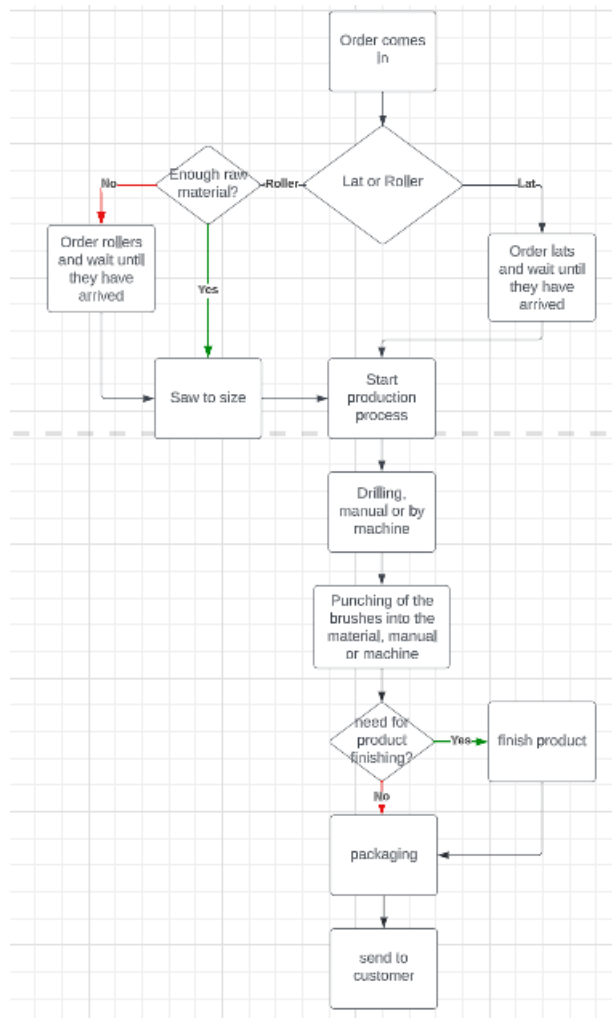 Order comes
in
Enough raw
material?
Roller
Lat or Roller
Lat
No
Order rollers
and wait until
they have
arrived
Order lats
and wait until
they have
arrived
Yes
Saw to size
Start
production
process
Drilling,
manual or by
machine
Punching of the
brushes into the
material, manual
or machine
need for
product
finishing?
Yes
finish product
No
packaging
send to
customer